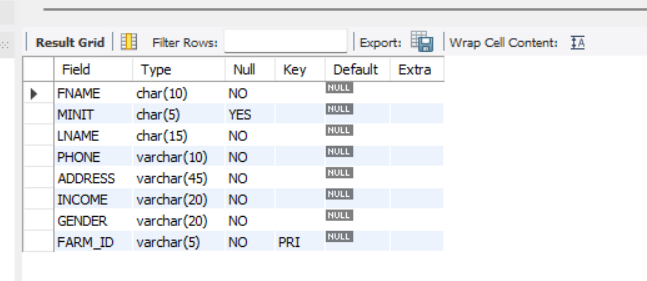 Result Grid Filter Rows: Export: Wrap Cell Content: IA
Field Type Null Key Default Extra
FNAME char(10) NO NULL
MINIT char(5) YES NULL
LNAME char(15) NO NULL
PHONE varchar(10) NO NULL
ADDRESS varchar(45) NO NULL
INCOME varchar(20) NO NULL
GENDER varchar(20) NO NULL
FARM_ID varchar(5) NO PRI NULL